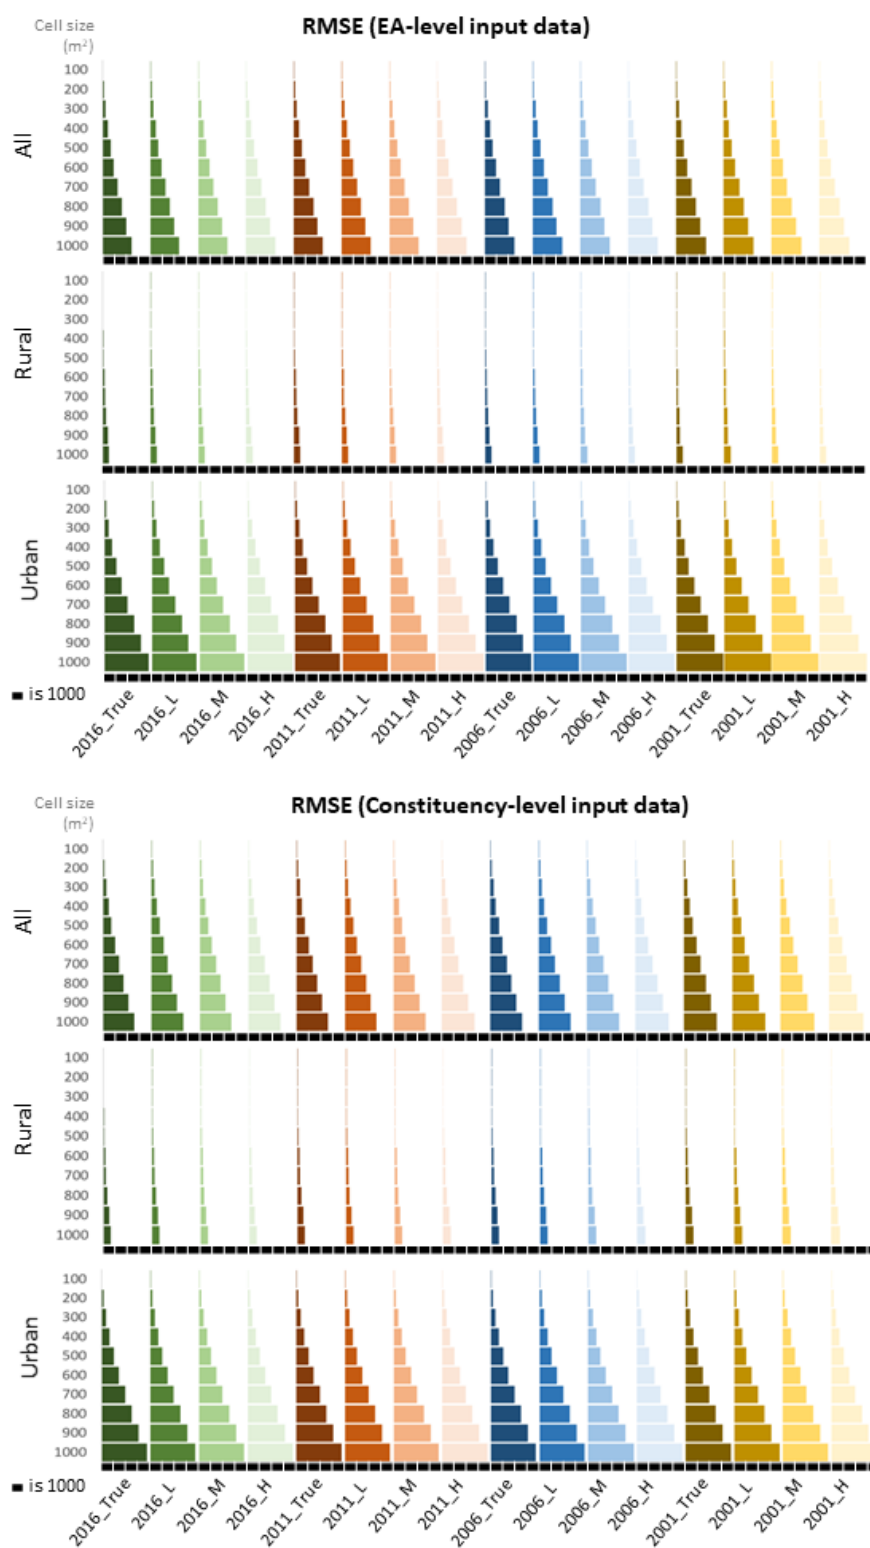 RMSE (EA-level input data)
Cell size
(m²)
All
100
200
300
400
500
600
700
800
900
1000
Rural
100
200
300
400
500
600
700
800
900
1000
Urban
100
200
300
400
500
600
700
800
900
1000
is 1000
2016_True
2016_L
2016_M
2016_H
2011_True
2011_L
2011_M
2011_H
2006_True
2006_L
2006_M
2006_H
2001_True
2001_L
2001_M
2001_H
RMSE (Constituency-level input data)
Cell size
(m²)
All
100
200
300
400
500
600
700
800
900
1000
Rural
100
200
300
400
500
600
700
800
900
1000
Urban
100
200
300
400
500
600
700
800
900
1000
is 1000
2016_True
2016_L
2016_M
2016_H
2011_True
2011_L
2011_M
2011_H
2006_True
2006_L
2006_M
2006_H
2001_True
2001_L
2001_M
2001_H